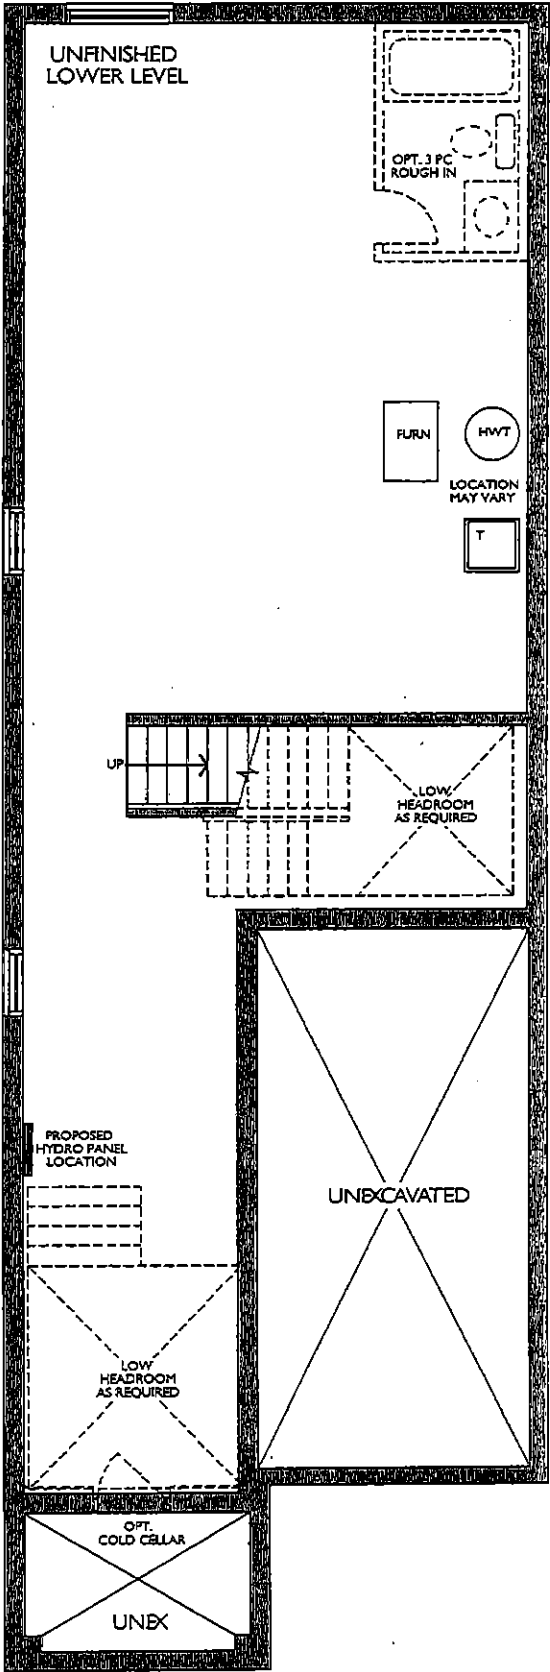 UNFINISHED
LOWER LEVEL
OPT. 3 PC
ROUGH IN
FURN
HWT
LOCATION
MAY VARY
T
UP
LOW
HEADROOM
AS REQUIRED
PROPOSED
HYDRO PANEL
LOCATION
UNEXCAVATED
LOW
HEADROOM
AS REQUIRED
OPT.
COLD CELLAR
UNEX